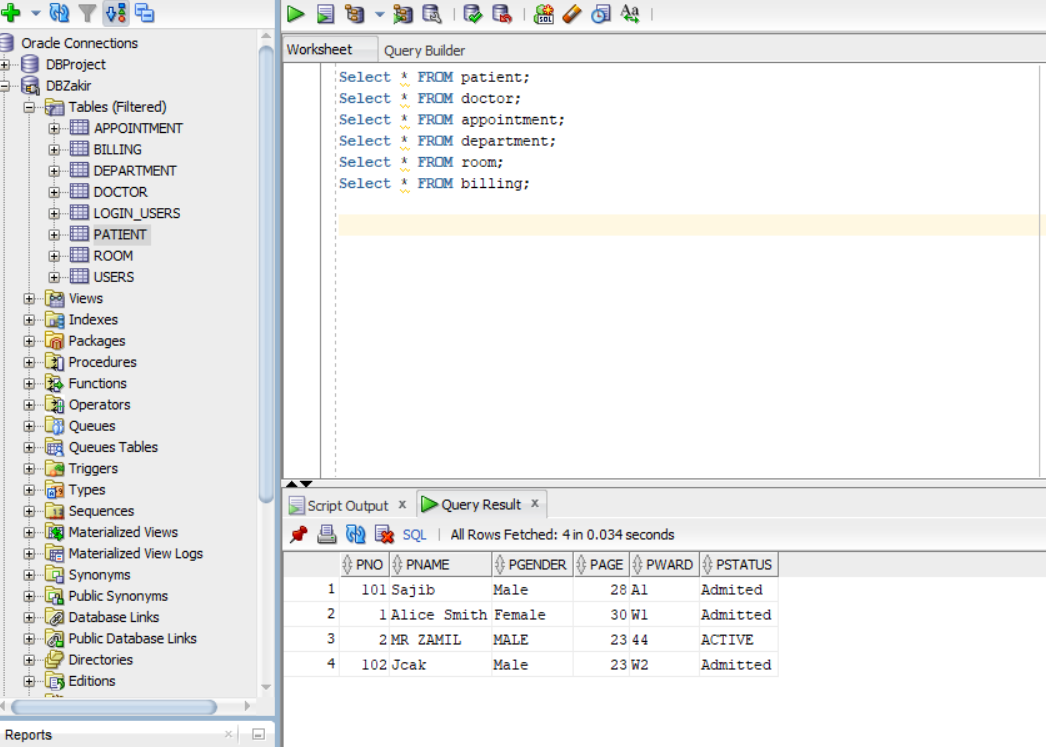 Oracle Connections
DBProject
DBZakir
Tables (Filtered)
APPOINTMENT
BILLING
DEPARTMENT
DOCTOR
LOGIN_USERS
PATIENT
ROOM
USERS
Views
Indexes
Packages
Procedures
Functions
Operators
Queues
Queues Tables
Triggers
Types
Sequences
Materialized Views
Materialized View Logs
Synonyms
Public Synonyms
Database Links
Public Database Links
Directories
Editions
Reports
Worksheet Query Builder
Select * FROM patient;
Select * FROM doctor;
Select * FROM appointment;
Select * FROM department;
Select * FROM room;
Select * FROM billing;
Script Output x Query Result x
SQL | All Rows Fetched: 4 in 0.034 seconds
PNO PNAME PGENDER PAGE PWARD PSTATUS
1 101 Sajib Male 28 A1 Admited
2 1 Alice Smith Female 30 W1 Admitted
3 2 MR ZAMIL MALE 23 44 ACTIVE
4 102 Jcak Male 23 W2 Admitted